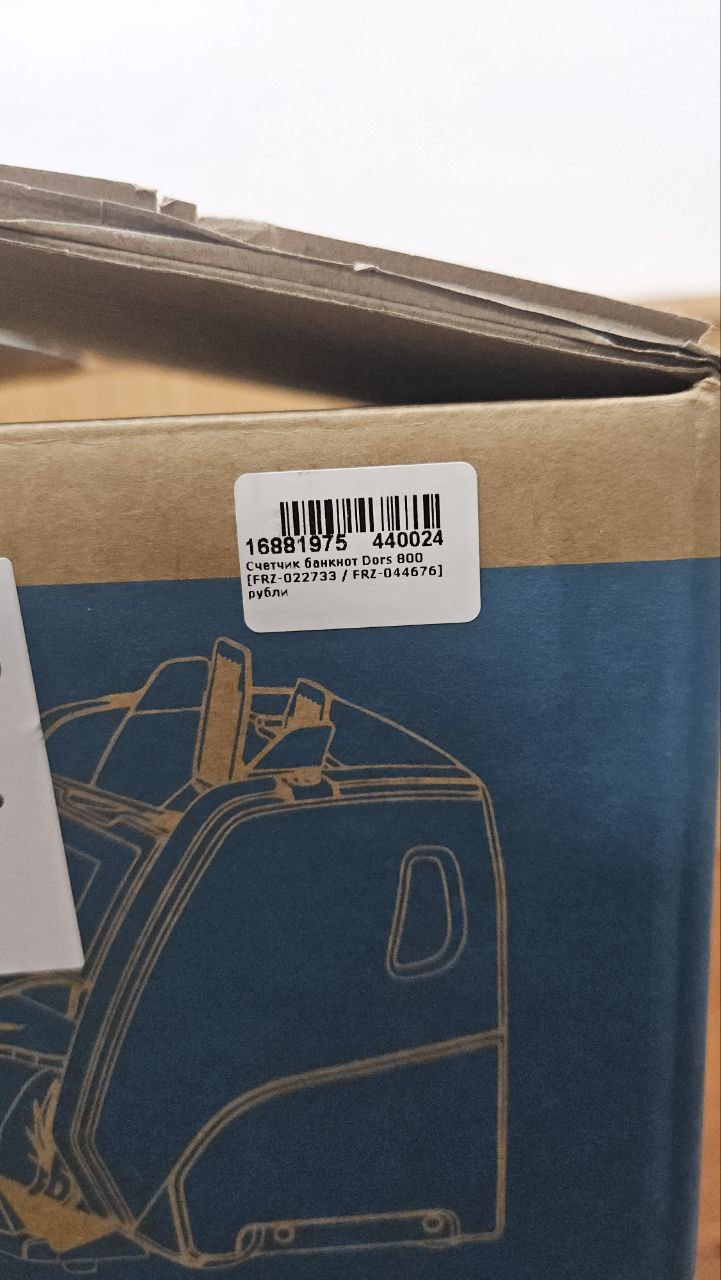 16881975 440024
Счетчик банкнот Dors 800
[FRZ-022733 / FRZ-044676]
рубли